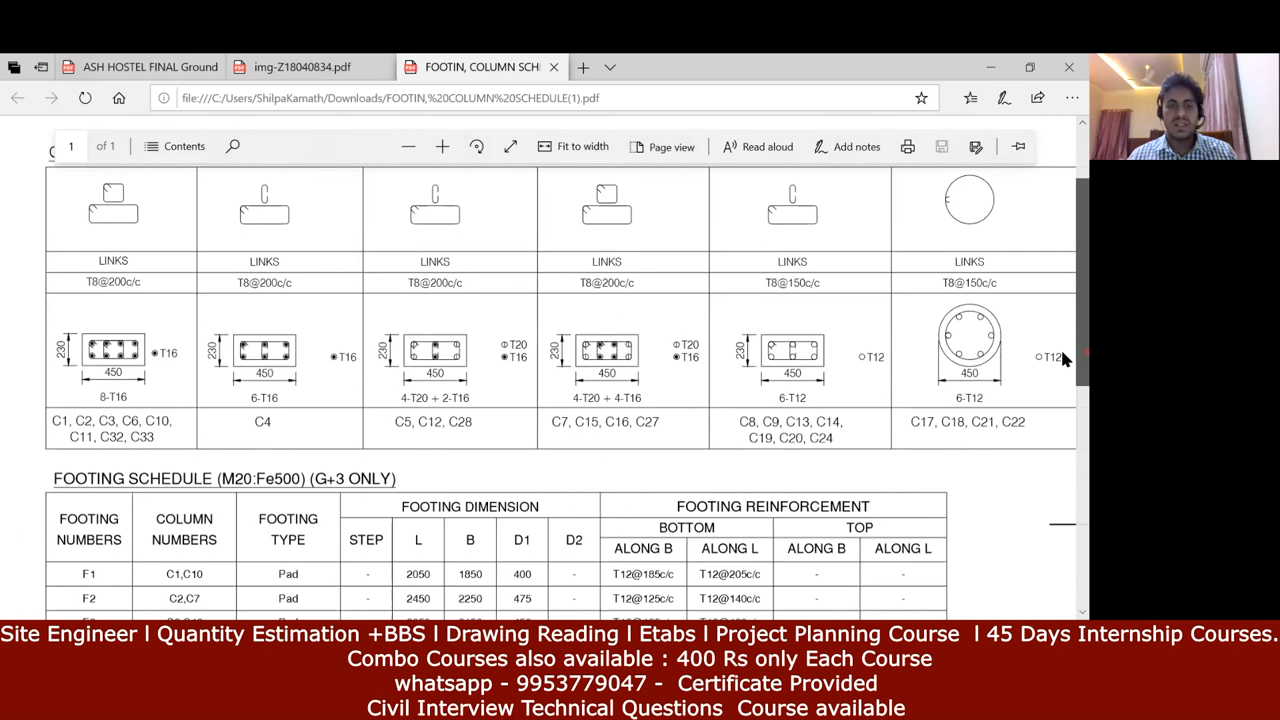 ASH HOSTEL FINAL Ground
img-Z18040834.pdf
FOOTIN, COLUMN SCH
file:///C:/Users/ShilpaKamath/Downloads/FOOTIN,%20COLUMN%20SCHEDULE(1).pdf
1 of 1 Contents Fit to width Page view Read aloud Add notes
LINKS LINKS LINKS LINKS LINKS LINKS
T8@200c/c T8@200c/c T8@200c/c T8@200c/c T8@150c/c T8@150c/c
230 450 T16
230 450 T16
230 450 T20 T16
230 450 T20 T16
230 450 T12
450 T12
8-T16 6-T16 4-T20 + 2-T16 4-T20 + 4-T16 6-T12 6-T12
C1, C2, C3, C6, C10, C4 C5, C12, C28 C7, C15, C16, C27 C8, C9, C13, C14, C17, C18, C21, C22
C11, C32, C33 C19, C20, C24
FOOTING SCHEDULE (M20:Fe500) (G+3 ONLY)
FOOTING DIMENSION FOOTING REINFORCEMENT
FOOTING NUMBERS COLUMN NUMBERS FOOTING TYPE BOTTOM TOP
STEP L B D1 D2 ALONG B ALONG L ALONG B ALONG L
F1 C1,C10 Pad - 2050 1850 400 - T12@185c/c T12@205c/c - -
F2 C2,C7 Pad - 2450 2250 475 - T12@125c/c T12@140c/c - -
Site Engineer l Quantity Estimation +BBS l Drawing Reading l Etabs l Project Planning Course l 45 Days Internship Courses.
Combo Courses also available : 400 Rs only Each Course
whatsapp - 9953779047 - Certificate Provided
Civil Interview Technical Questions Course available